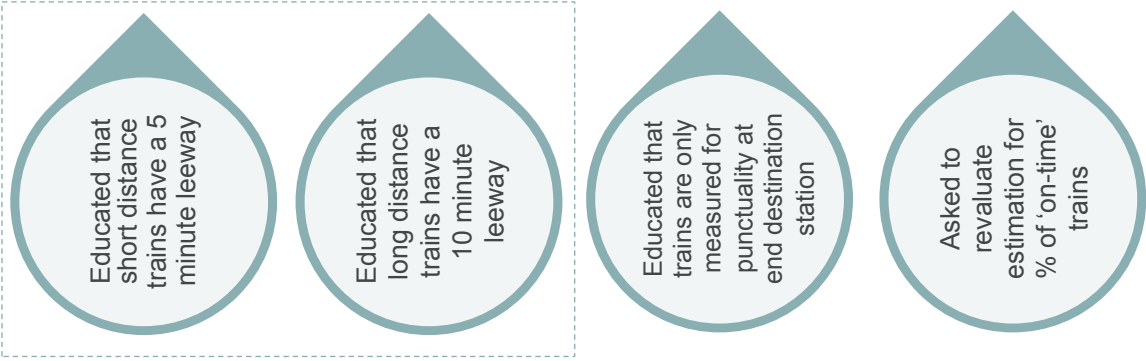 Educated that
short distance
trains have a 5
minute leeway
Educated that
long distance
trains have a
10 minute
leeway
Educated that
trains are only
measured for
punctuality at
end destination
station
Asked to
revaluate
estimation for
% of ‘on-time’
trains